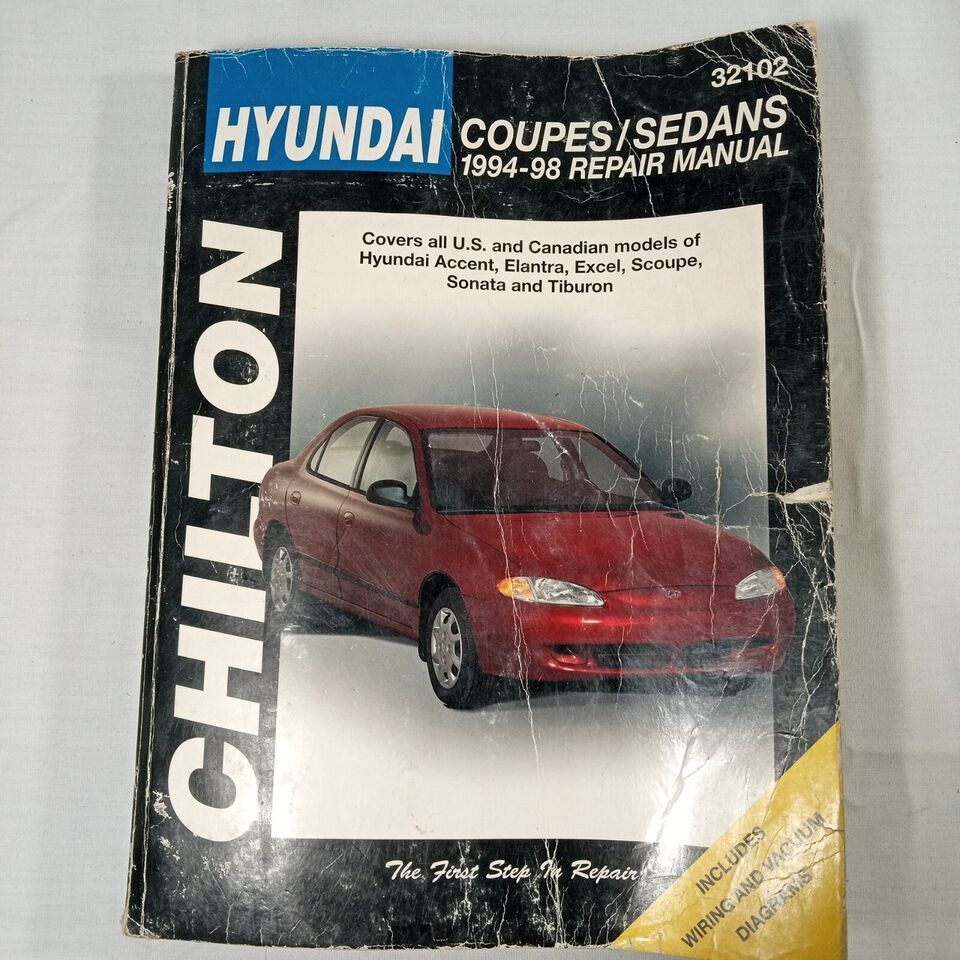 32102
HYUNDAI
COUPES/SEDANS
1994-98 REPAIR MANUAL
Covers all U.S. and Canadian models of
Hyundai Accent, Elantra, Excel, Scoupe,
Sonata and Tiburon
CHILTON
The First Step In Repair
INCLUDES
WIRING AND VACUUM
DIAGRAMS